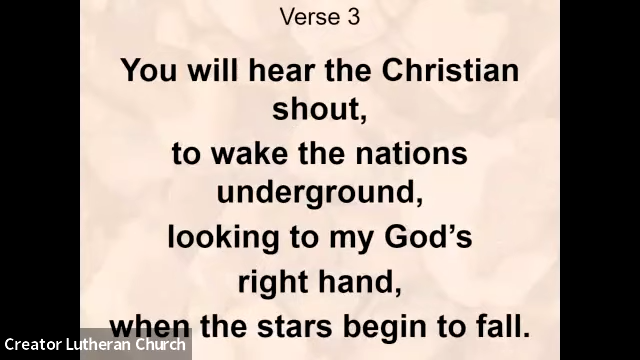 Verse 3
You will hear the Christian
shout,
to wake the nations
underground,
looking to my God’s
right hand,
when the stars begin to fall.
Creator Lutheran Church